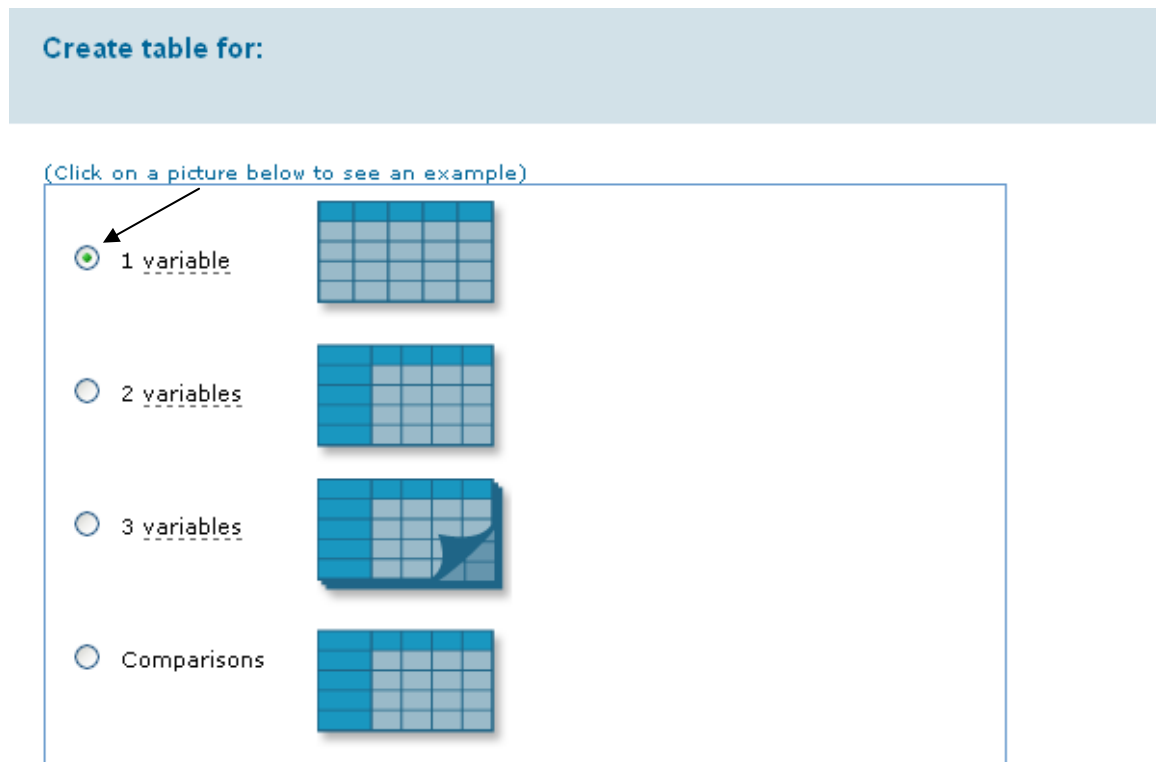 Create table for:
(Click on a picture below to see an example)
1 variable
2 variables
3 variables
Comparisons